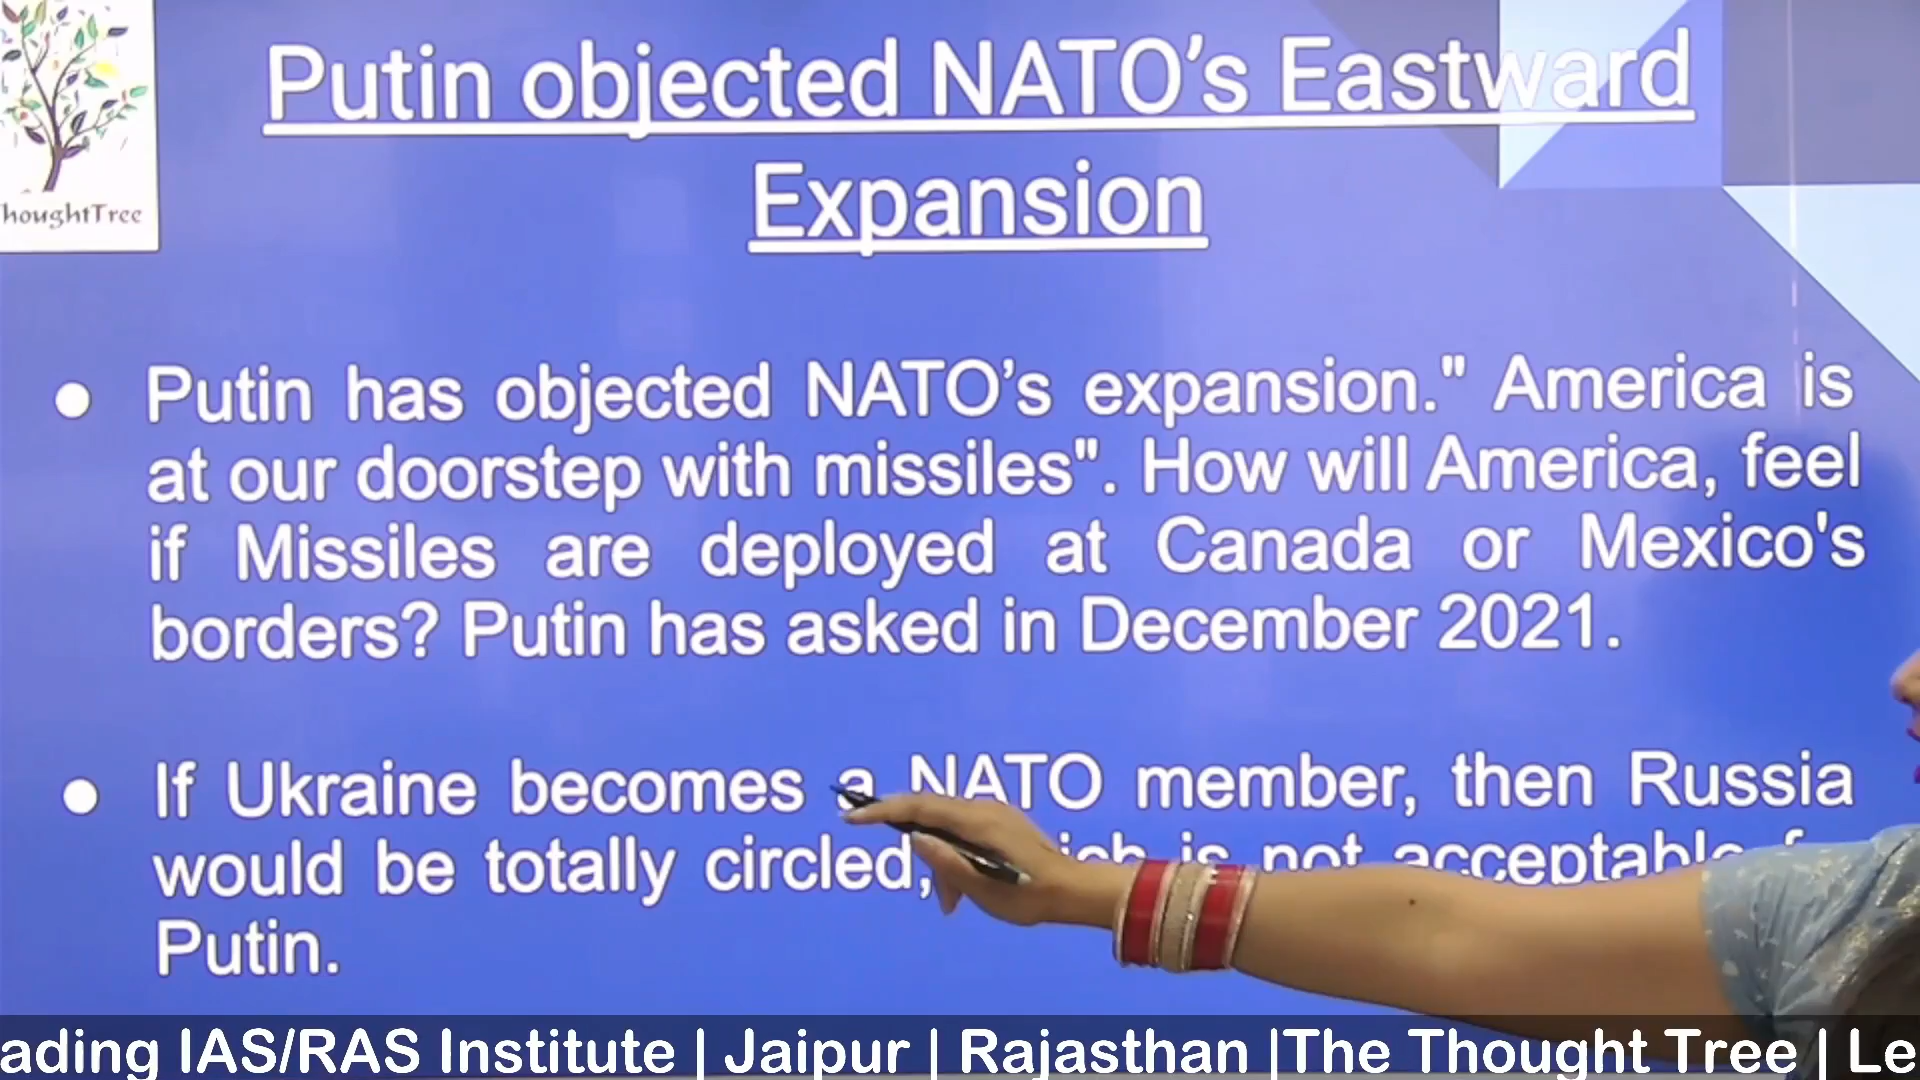 Putin objected NATO’s Eastward
Expansion
houghtTree
Putin has objected NATO’s expansion." America is
at our doorstep with missiles". How will America, feel
if Missiles are deployed at Canada or Mexico's
borders? Putin has asked in December 2021.
If Ukraine becomes a NATO member, then Russia
would be totally circled, is not acceptable
Putin.
ading IAS/RAS Institute | Jaipur | Rajasthan |The Thought Tree | Le